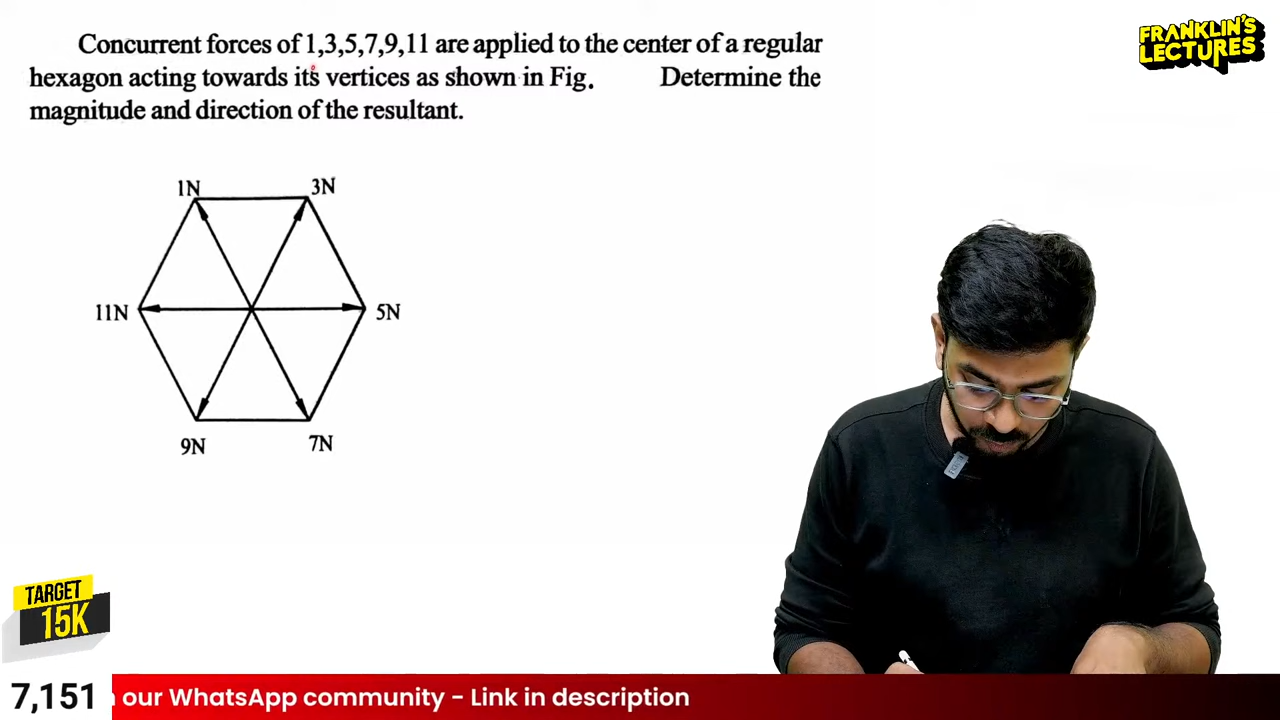 Concurrent forces of 1,3,5,7,9,11 are applied to the center of a regular
hexagon acting towards its vertices as shown in Fig. Determine the
magnitude and direction of the resultant.
FRANKLIN'S
LECTURES
1N
3N
11N
5N
9N
7N
TARGET
15K
7,151 our WhatsApp community - Link in description